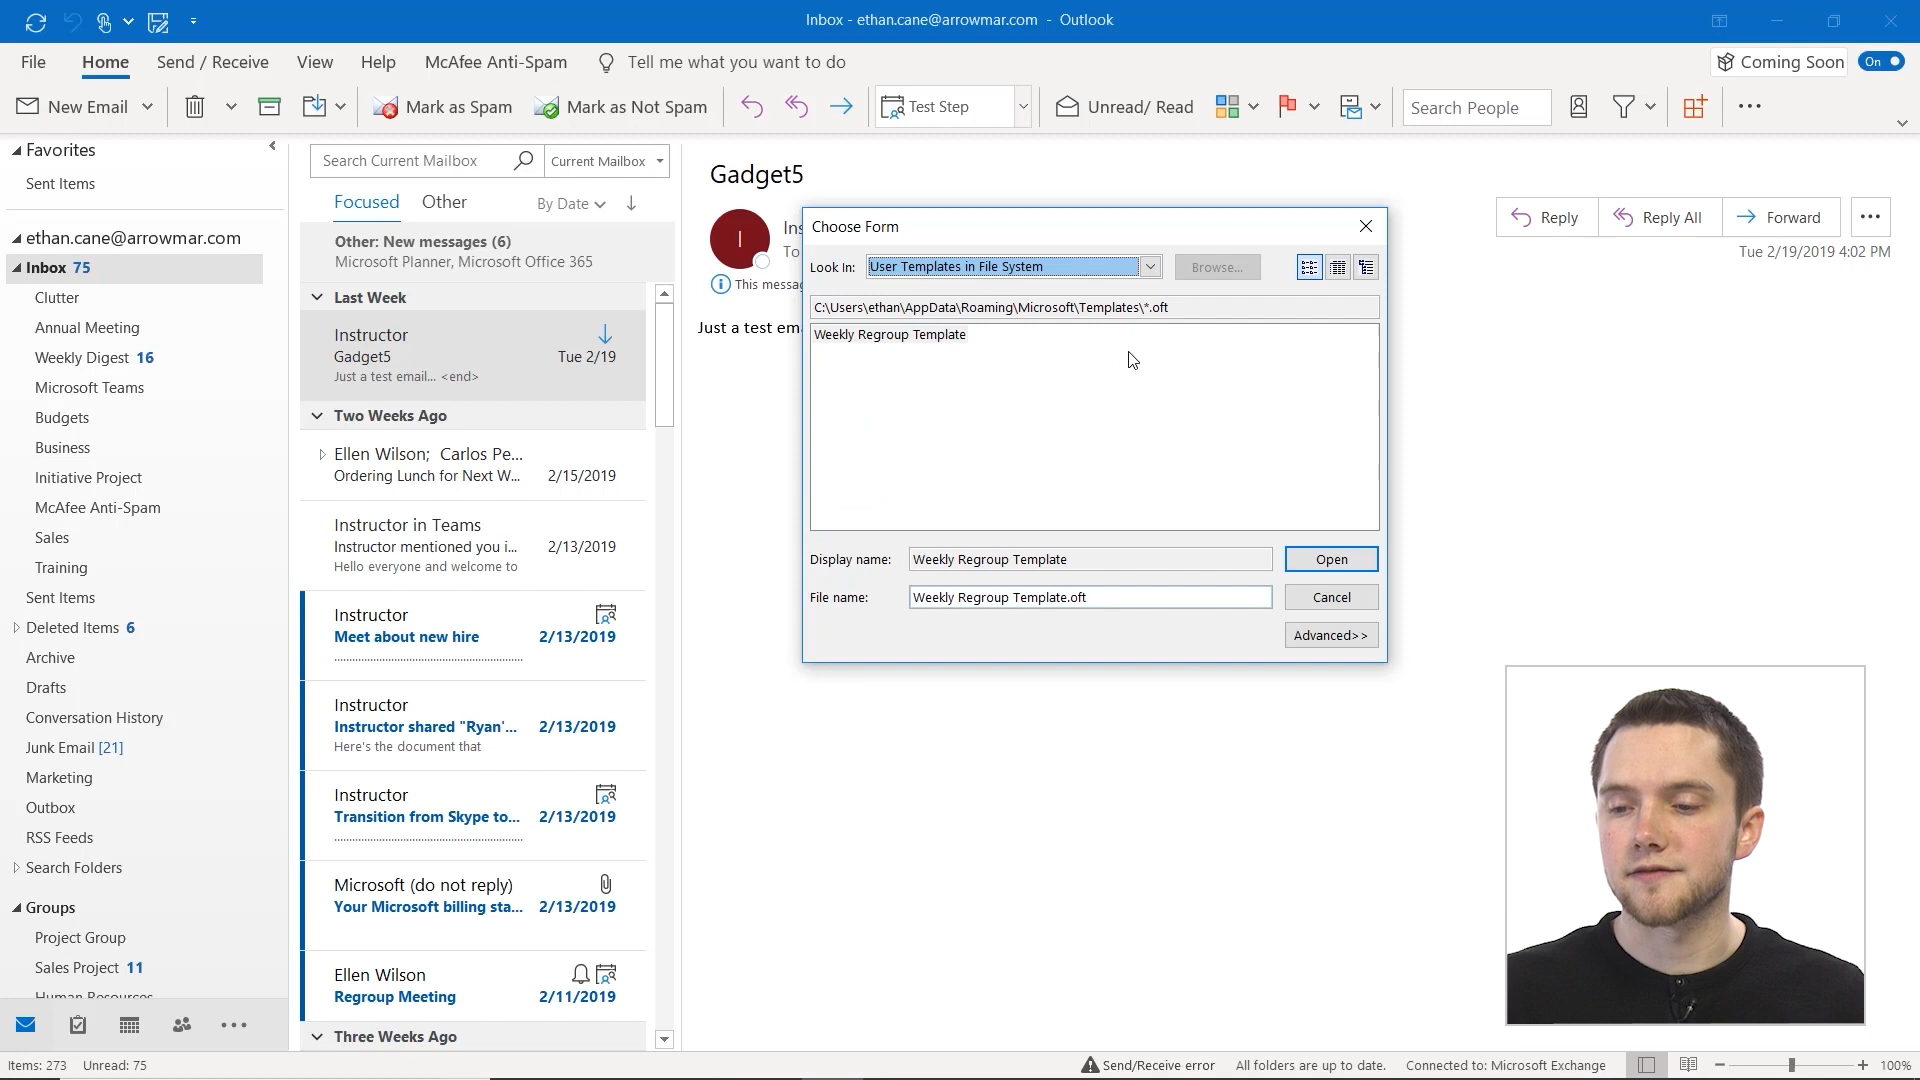 Inbox - ethan.cane@arrowmar.com - Outlook
File Home Send / Receive View Help McAfee Anti-Spam Tell me what you want to do
Coming Soon On
New Email Mark as Spam Mark as Not Spam Test Step Unread/ Read Search People
Favorites
Sent Items
ethan.cane@arrowmar.com
Inbox 75
Clutter
Annual Meeting
Weekly Digest 16
Microsoft Teams
Budgets
Business
Initiative Project
McAfee Anti-Spam
Sales
Training
Sent Items
Deleted Items 6
Archive
Drafts
Conversation History
Junk Email [21]
Marketing
Outbox
RSS Feeds
Search Folders
Groups
Project Group
Sales Project 11
Human Resources
Search Current Mailbox Current Mailbox
Focused Other By Date
Other: New messages (6)
Microsoft Planner, Microsoft Office 365
Last Week
Instructor
Gadget5 Tue 2/19
Just a test email... <end>
Two Weeks Ago
Ellen Wilson; Carlos Pe...
Ordering Lunch for Next W... 2/15/2019
Instructor in Teams
Instructor mentioned you i... 2/13/2019
Hello everyone and welcome to
Instructor
Meet about new hire 2/13/2019
Instructor
Instructor shared "Ryan'... 2/13/2019
Here's the document that
Instructor
Transition from Skype to... 2/13/2019
Microsoft (do not reply)
Your Microsoft billing sta... 2/13/2019
Ellen Wilson
Regroup Meeting 2/11/2019
Three Weeks Ago
Gadget5
I
Ins
To
This messa
Just a test ema
Reply Reply All Forward
Tue 2/19/2019 4:02 PM
Choose Form
Look In: User Templates in File System Browse...
C:\Users\ethan\AppData\Roaming\Microsoft\Templates\*.oft
Weekly Regroup Template
Display name: Weekly Regroup Template Open
File name: Weekly Regroup Template.oft Cancel
Advanced>>
Items: 273 Unread: 75 Send/Receive error All folders are up to date. Connected to: Microsoft Exchange 100%